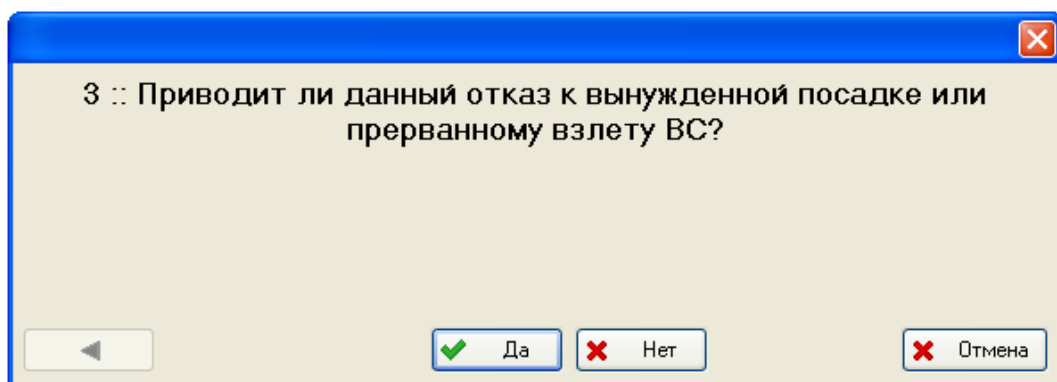 3 :: Приводит ли данный отказ к вынужденной посадке или
прерванному взлету ВС?
Да
Нет
Отмена